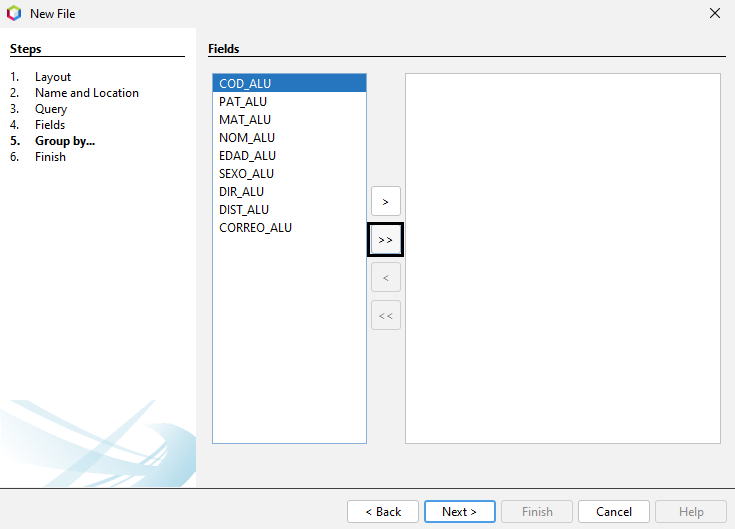 New File
Steps
1. Layout
2. Name and Location
3. Query
4. Fields
5. Group by...
6. Finish
Fields
COD_ALU
PAT_ALU
MAT_ALU
NOM_ALU
EDAD_ALU
SEXO_ALU
DIR_ALU
DIST_ALU
CORREO_ALU
>
>>
<
<<
< Back
Next >
Finish
Cancel
Help